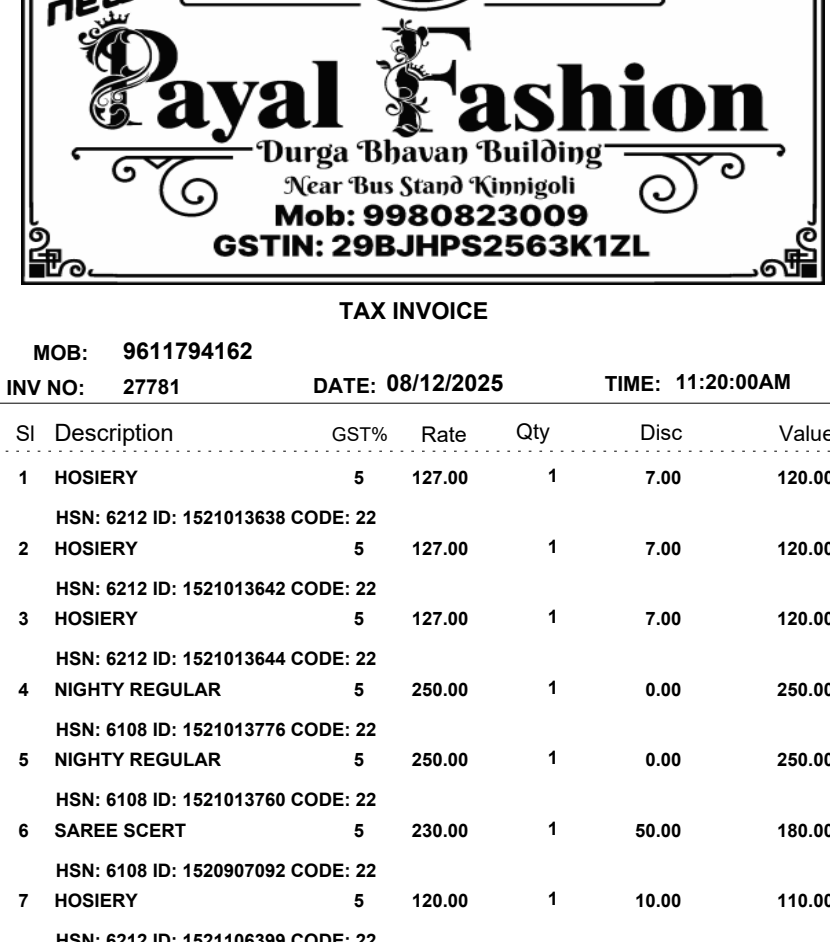 new
Payal Fashion
Durga Bhavan Building
Near Bus Stand Kinnigoli
Mob: 9980823009
GSTIN: 29BJHPS2563K1ZL
TAX INVOICE
MOB: 9611794162
INV NO: 27781 DATE: 08/12/2025 TIME: 11:20:00AM
Sl Description GST% Rate Qty Disc Value
1 HOSIERY 5 127.00 1 7.00 120.00
HSN: 6212 ID: 1521013638 CODE: 22
2 HOSIERY 5 127.00 1 7.00 120.00
HSN: 6212 ID: 1521013642 CODE: 22
3 HOSIERY 5 127.00 1 7.00 120.00
HSN: 6212 ID: 1521013644 CODE: 22
4 NIGHTY REGULAR 5 250.00 1 0.00 250.00
HSN: 6108 ID: 1521013776 CODE: 22
5 NIGHTY REGULAR 5 250.00 1 0.00 250.00
HSN: 6108 ID: 1521013760 CODE: 22
6 SAREE SCERT 5 230.00 1 50.00 180.00
HSN: 6108 ID: 1520907092 CODE: 22
7 HOSIERY 5 120.00 1 10.00 110.00
HSN: 6212 ID: 1521106399 CODE: 22